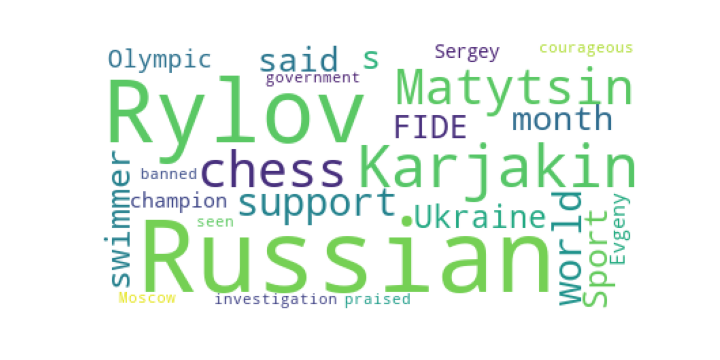 Olympic said s Sergey courageous
government
Rylov Matytsin
FIDE month
swimmer banned chess Karjakin
champion support Ukraine world Sport Evgeny
seen
Russian
Moscow investigation praised